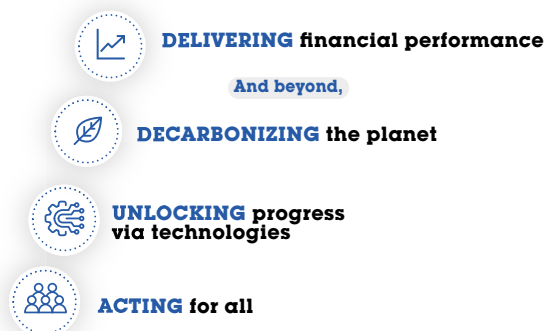 DELIVERING financial performance
And beyond,
DECARBONIZING the planet
UNLOCKING progress
via technologies
ACTING for all